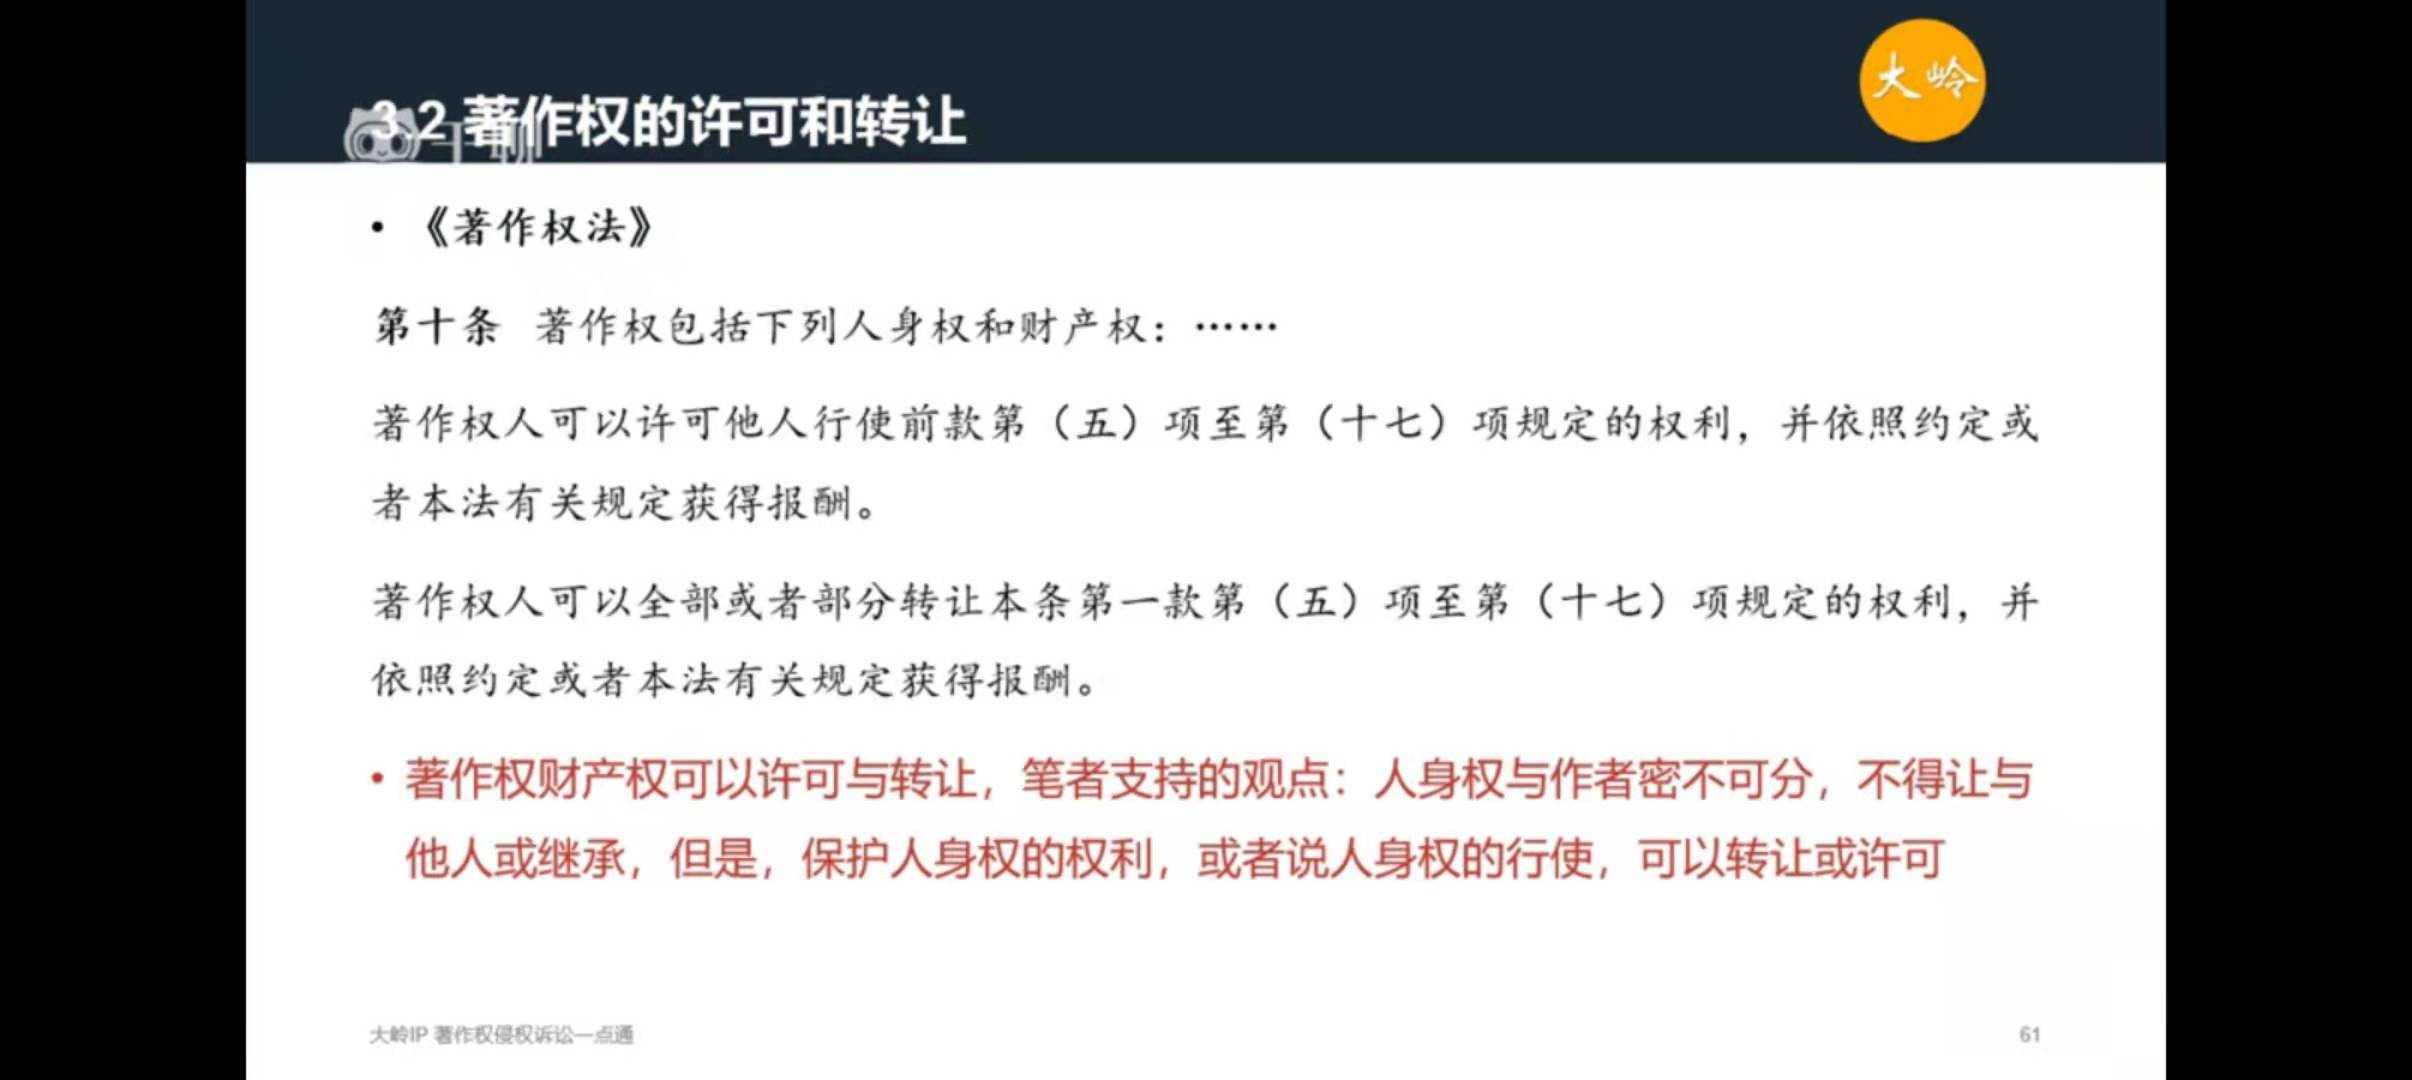 大岭
3.2 著作权的许可和转让
千聊
• 《著作权法》
第十条 著作权包括下列人身权和财产权：……
著作权人可以许可他人行使前款第（五）项至第（十七）项规定的权利，并依照约定或
者本法有关规定获得报酬。
著作权人可以全部或者部分转让本条第一款第（五）项至第（十七）项规定的权利，并
依照约定或者本法有关规定获得报酬。
• 著作权财产权可以许可与转让，笔者支持的观点：人身权与作者密不可分，不得让与
他人或继承，但是，保护人身权的权利，或者说人身权的行使，可以转让或许可
大岭IP 著作权侵权诉讼一点通
61